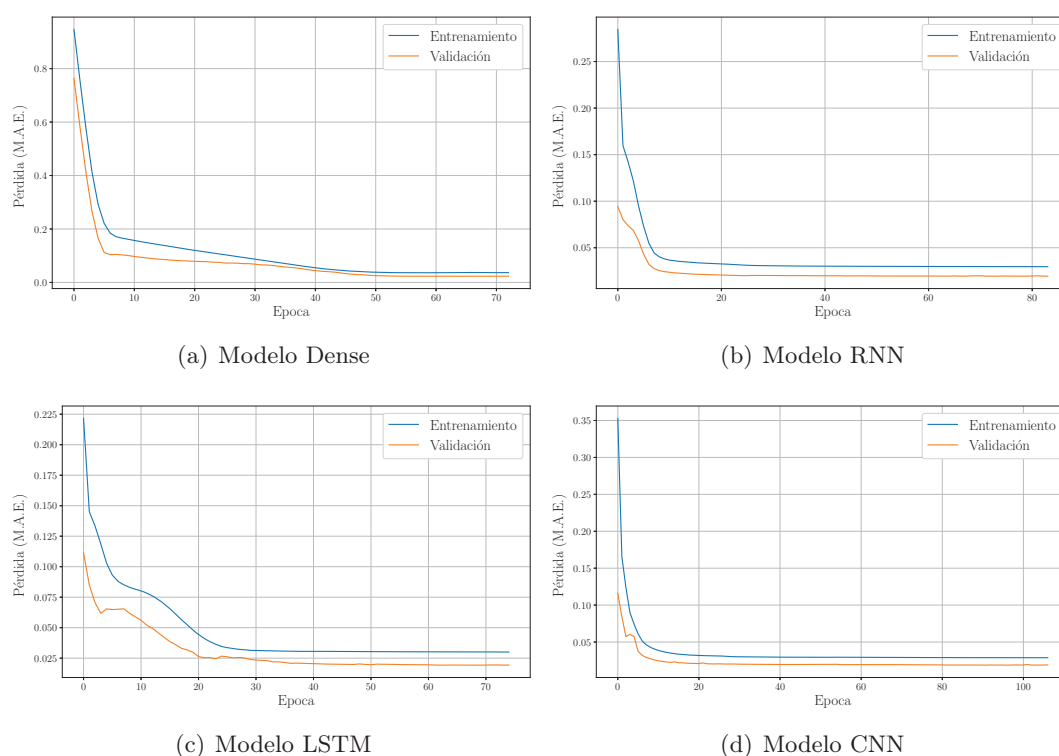 Entrenamiento
Validación
0.8
0.6
0.4
0.2
0.0
Pérdida (M.A.E.)
0 10 20 30 40 50 60 70
Epoca
(a) Modelo Dense
Entrenamiento
Validación
0.25
0.20
0.15
0.10
0.05
Pérdida (M.A.E.)
0 20 40 60 80
Epoca
(b) Modelo RNN
Entrenamiento
Validación
0.225
0.200
0.175
0.150
0.125
0.100
0.075
0.050
0.025
Pérdida (M.A.E.)
0 10 20 30 40 50 60 70
Epoca
(c) Modelo LSTM
Entrenamiento
Validación
0.35
0.30
0.25
0.20
0.15
0.10
0.05
Pérdida (M.A.E.)
0 20 40 60 80 100
Epoca
(d) Modelo CNN